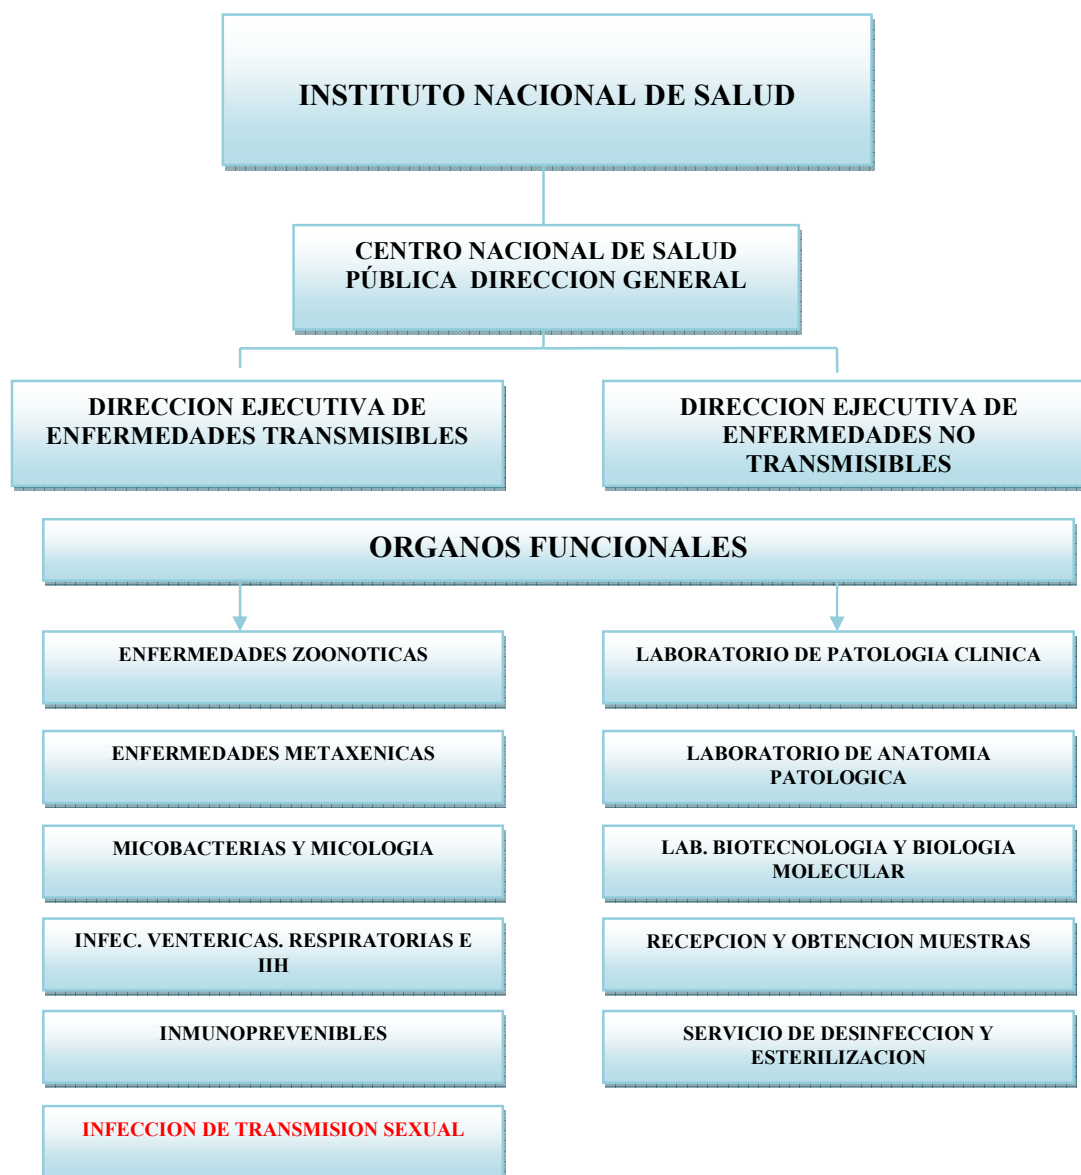 INSTITUTO NACIONAL DE SALUD
CENTRO NACIONAL DE SALUD
PÚBLICA DIRECCION GENERAL
DIRECCION EJECUTIVA DE
ENFERMEDADES TRANSMISIBLES
DIRECCION EJECUTIVA DE
ENFERMEDADES NO
TRANSMISIBLES
ORGANOS FUNCIONALES
ENFERMEDADES ZOONOTICAS
ENFERMEDADES METAXENICAS
MICOBACTERIAS Y MICOLOGIA
INFEC. VENTERICAS. RESPIRATORIAS E
IIH
INMUNOPREVENIBLES
INFECCION DE TRANSMISION SEXUAL
LABORATORIO DE PATOLOGIA CLINICA
LABORATORIO DE ANATOMIA
PATOLOGICA
LAB. BIOTECNOLOGIA Y BIOLOGIA
MOLECULAR
RECEPCION Y OBTENCION MUESTRAS
SERVICIO DE DESINFECCION Y
ESTERILIZACION